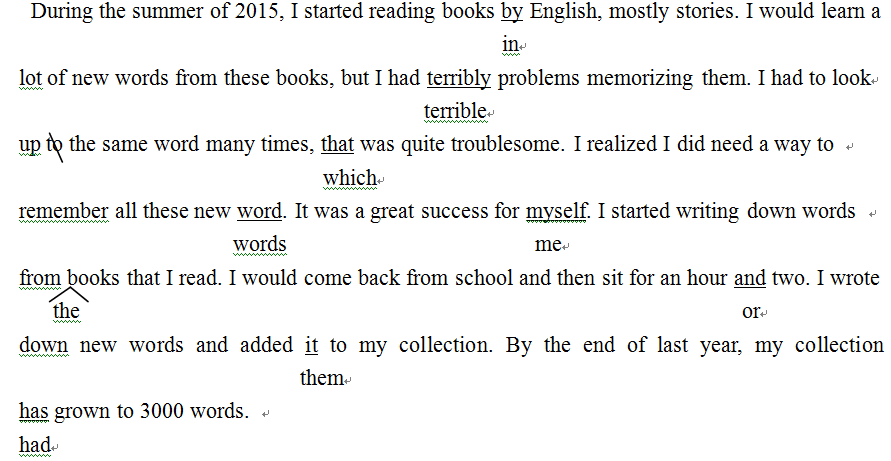 During the summer of 2015, I started reading books by English, mostly stories. I would learn a
in
lot of new words from these books, but I had terribly problems memorizing them. I had to look
terrible
up to the same word many times, that was quite troublesome. I realized I did need a way to
which
remember all these new word. It was a great success for myself. I started writing down words
words me
from books that I read. I would come back from school and then sit for an hour and two. I wrote
the or
down new words and added it to my collection. By the end of last year, my collection
them
has grown to 3000 words.
had